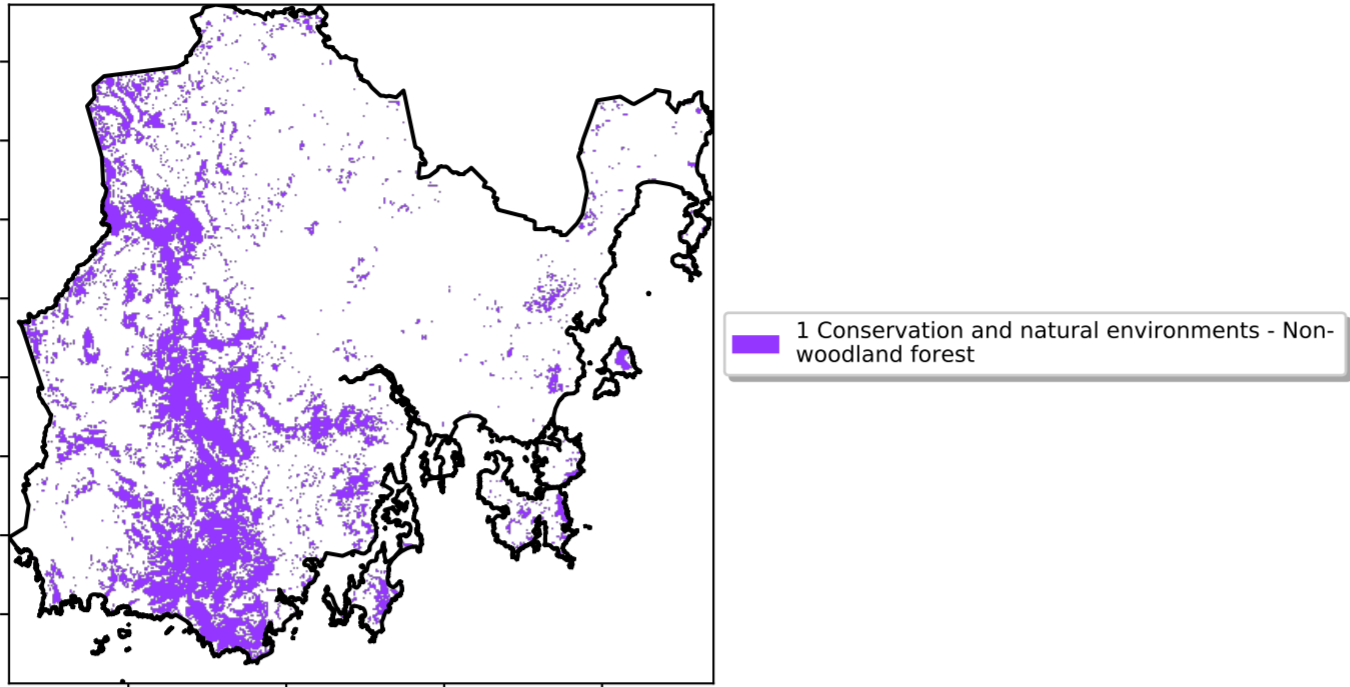 1 Conservation and natural environments - Non-
woodland forest